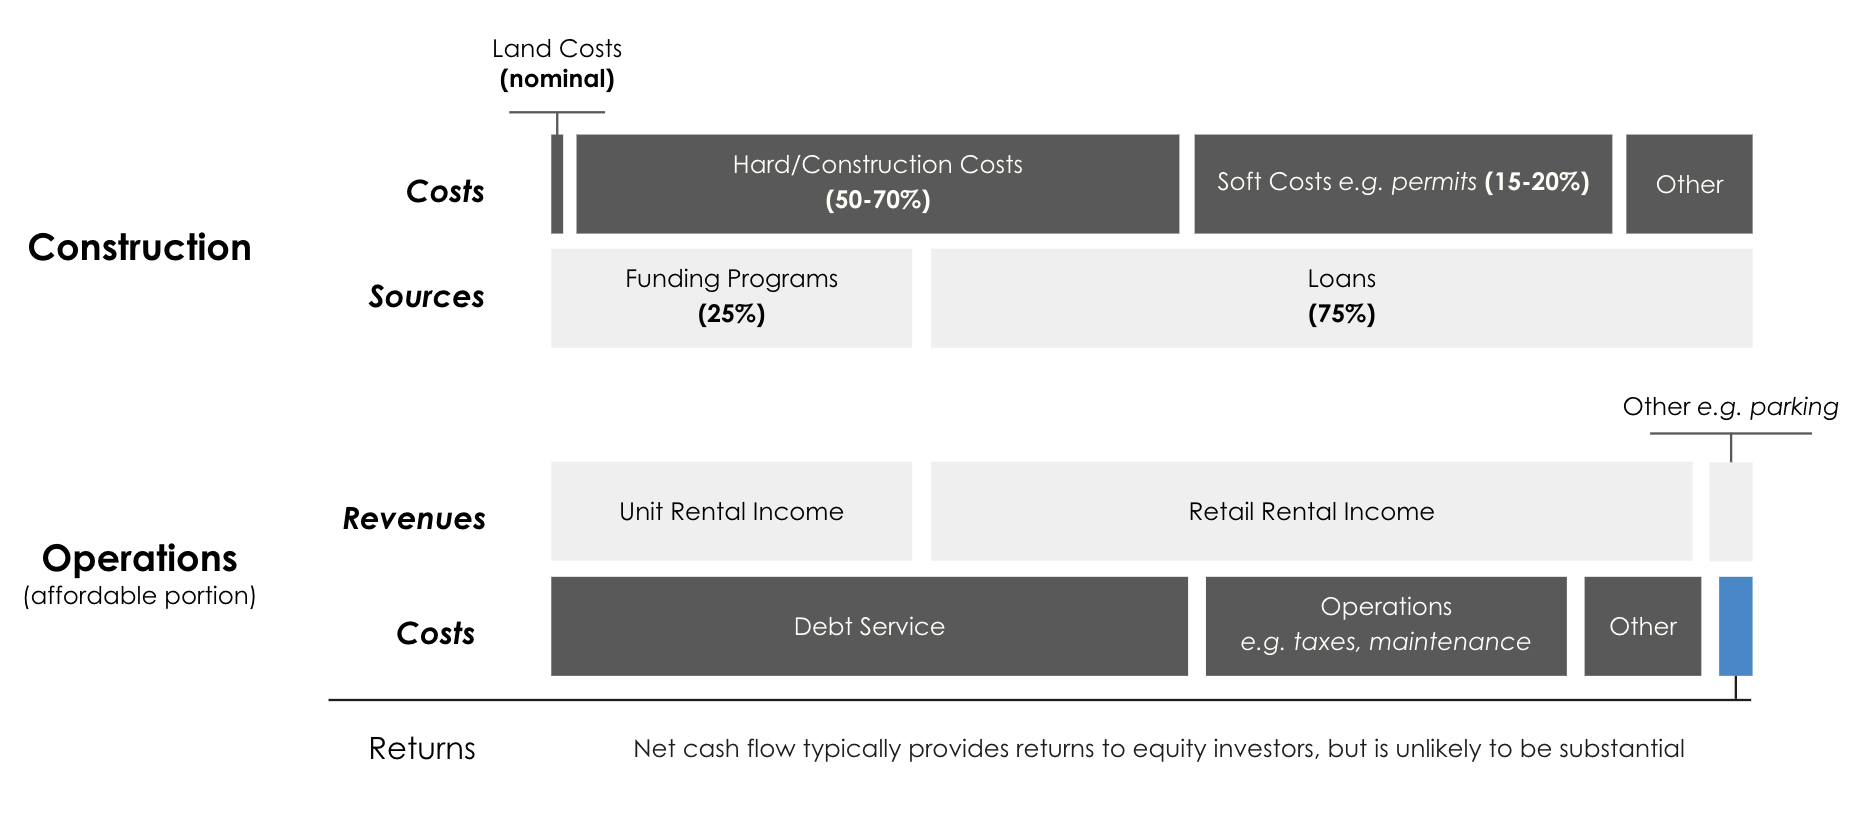 Land Costs
(nominal)
Construction
Costs
Hard/Construction Costs
(50-70%)
Soft Costs e.g. permits (15-20%)
Other
Sources
Funding Programs
(25%)
Loans
(75%)
Other e.g. parking
Operations
(affordable portion)
Revenues
Unit Rental Income
Retail Rental Income
Costs
Debt Service
Operations
e.g. taxes, maintenance
Other
Returns
Net cash flow typically provides returns to equity investors, but is unlikely to be substantial